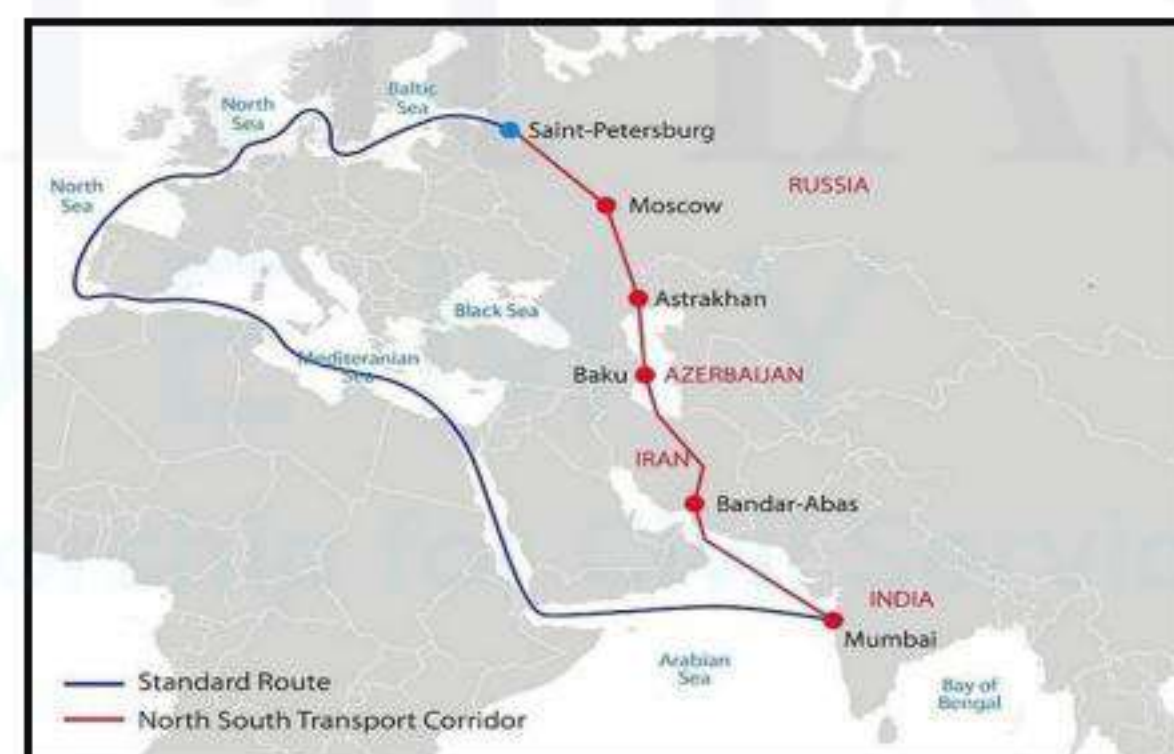 Baltic
Sea
North
Sea
Saint-Petersburg
North
Sea
RUSSIA
Moscow
Astrakhan
Black Sea
Mediteranian
Sea
Baku
AZERBAIJAN
IRAN
Bandar-Abas
INDIA
Mumbai
Arabian
Sea
Bay of
Bengal
Standard Route
North South Transport Corridor